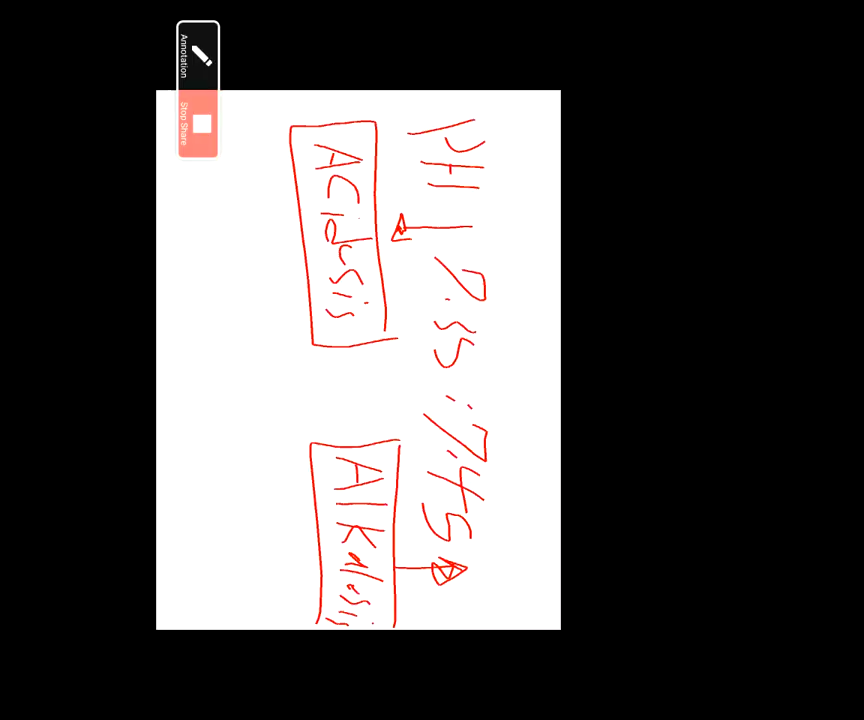 PH ↓ 7.35 : 7.45 ↑
Acidosis Alkalosis
Annotation Stop Share